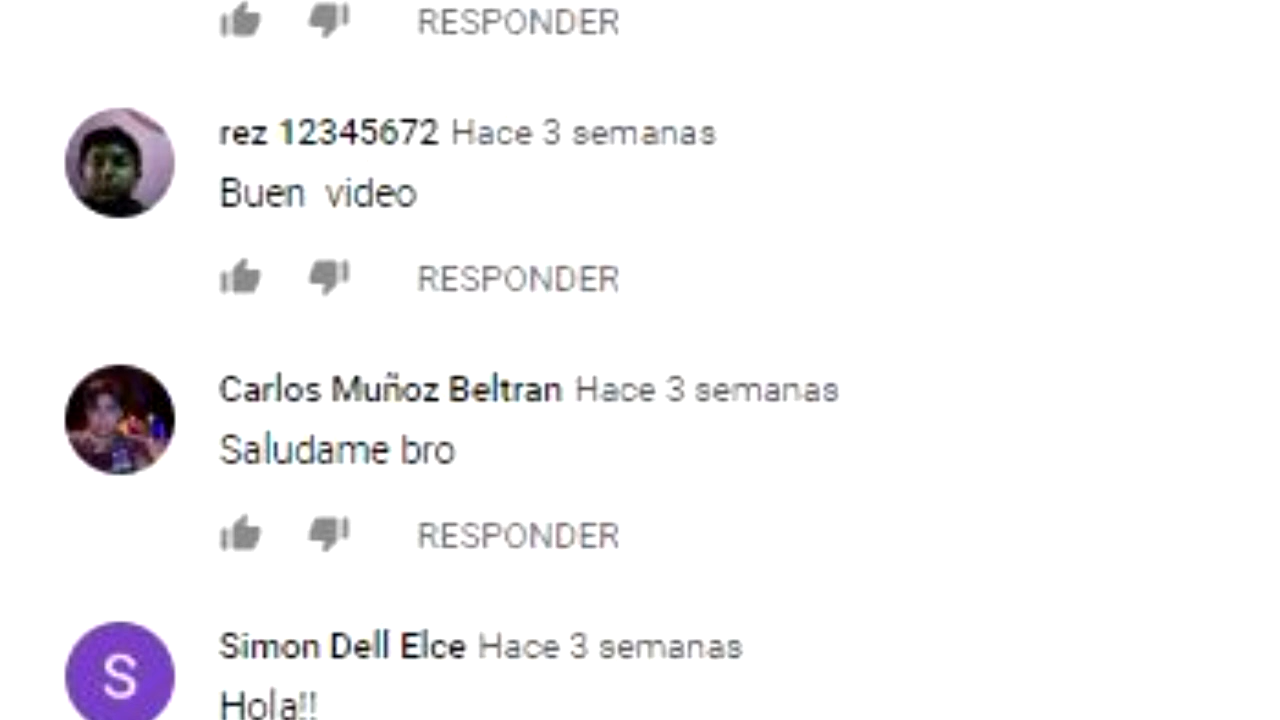 RESPONDER
rez 12345672 Hace 3 semanas
Buen video
RESPONDER
Carlos Muñoz Beltran Hace 3 semanas
Saludame bro
RESPONDER
S
Simon Dell Elce Hace 3 semanas
Hola!!